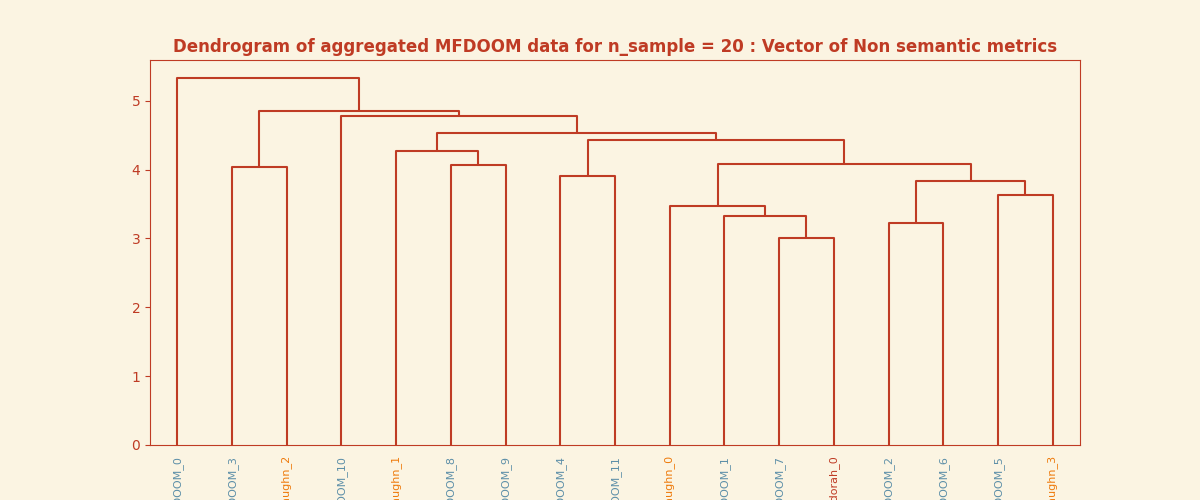 Dendrogram of aggregated MFDOOM data for n_sample = 20 : Vector of Non semantic metrics
5
4
3
2
1
0
OOM_0
OOM_3
ughn_2
OOM_10
ughn_1
OOM_8
OOM_9
OOM_4
OOM_11
ughn_0
OOM_1
OOM_7
dorah_0
OOM_2
OOM_6
OOM_5
ughn_3